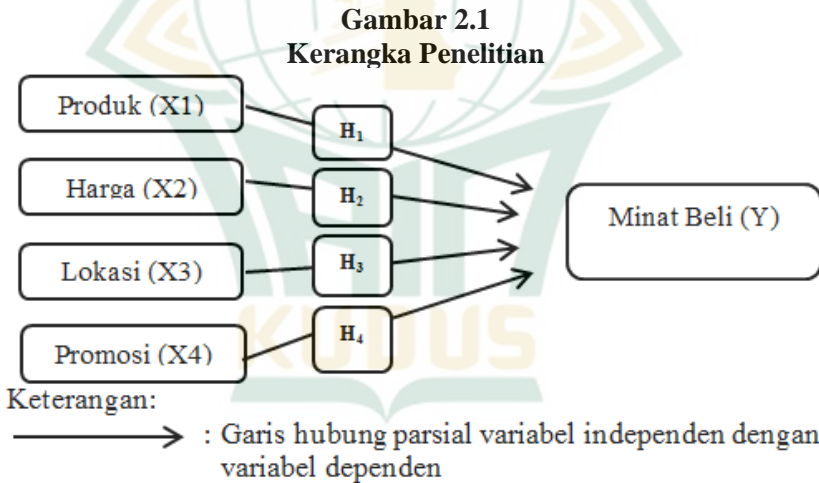 Gambar 2.1
Kerangka Penelitian
Produk (X1)
H₁
Harga (X2)
H₂
Minat Beli (Y)
Lokasi (X3)
H₃
Promosi (X4)
H₄
KUDUS
Keterangan:
: Garis hubung parsial variabel independen dengan
variabel dependen